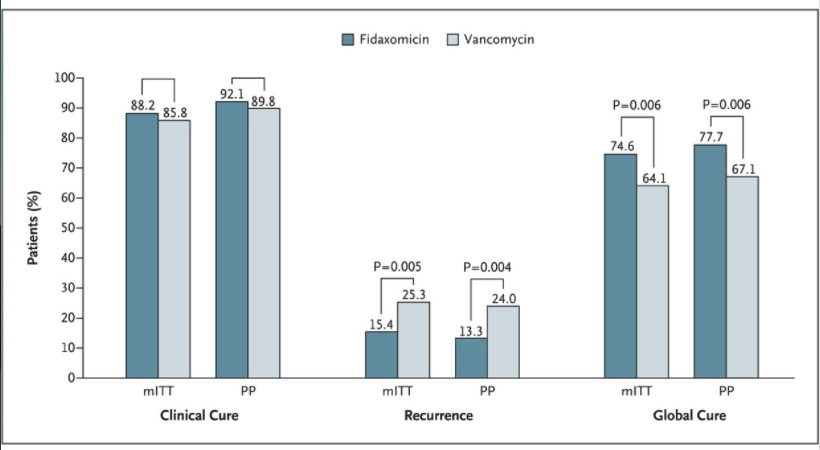 Fidaxomicin Vancomycin
Patients (%)
100
90
80
70
60
50
40
30
20
10
0
88.2 85.8
92.1 89.8
P=0.005
15.4 25.3
P=0.004
13.3 24.0
P=0.006
74.6 64.1
P=0.006
77.7 67.1
mITT PP mITT PP mITT PP
Clinical Cure Recurrence Global Cure